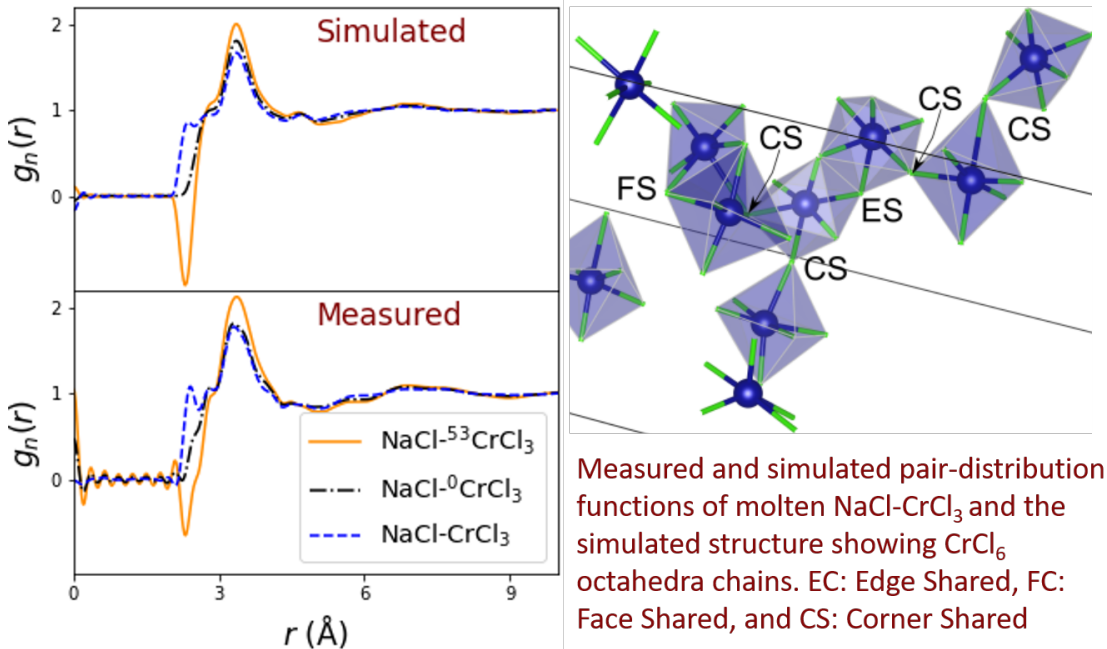 Simulated
2
1
0
gₙ(r)
Measured
2
1
0
gₙ(r)
NaCl-⁵³CrCl₃
NaCl-⁰CrCl₃
NaCl-CrCl₃
0 3 6 9
r (Å)
CS
CS
CS
FS
ES
CS
Measured and simulated pair-distribution
functions of molten NaCl-CrCl₃ and the
simulated structure showing CrCl₆
octahedra chains. EC: Edge Shared, FC:
Face Shared, and CS: Corner Shared